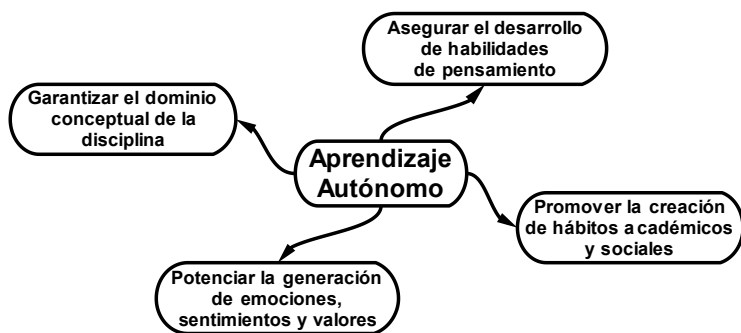 Asegurar el desarrollo
de habilidades
de pensamiento
Garantizar el dominio
conceptual de la
disciplina
Aprendizaje
Autónomo
Promover la creación
de hábitos académicos
y sociales
Potenciar la generación
de emociones,
sentimientos y valores